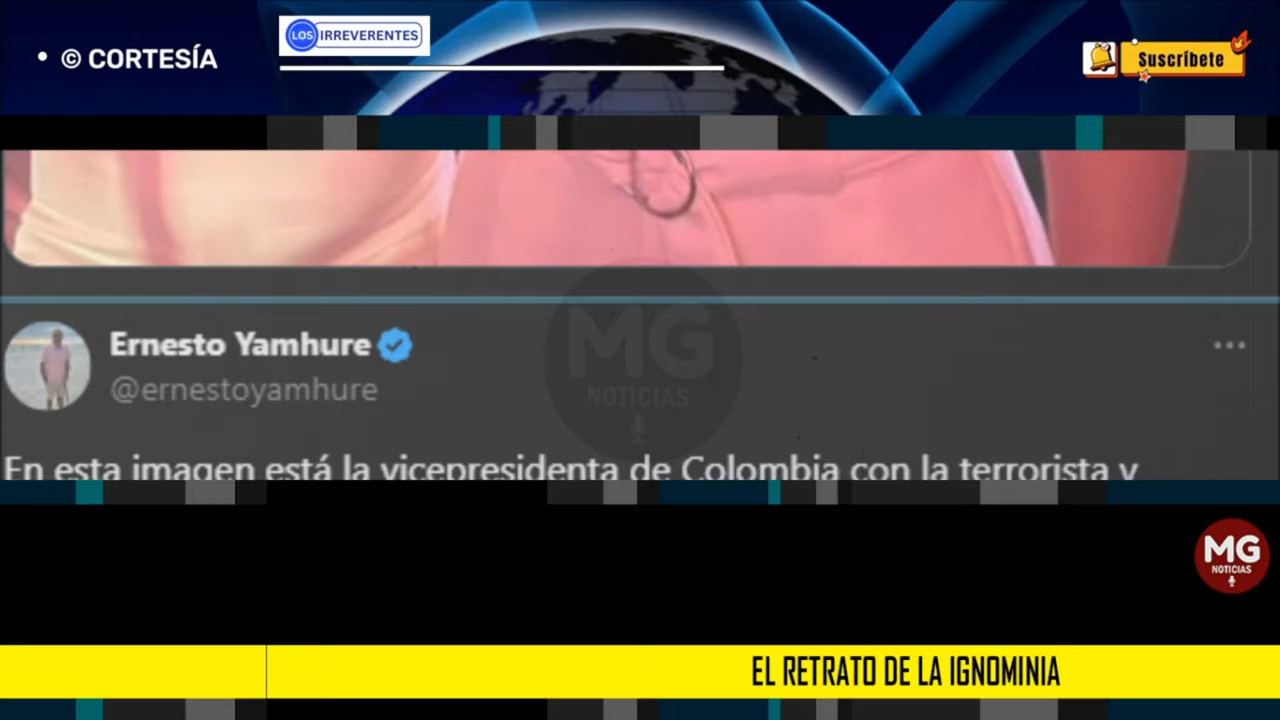 • © CORTESÍA
LOS IRREVERENTES
Suscríbete
MG
NOTICIAS
Ernesto Yamhure
@ernestoyamhure
En esta imagen está la vicepresidenta de Colombia con la terrorista y
MG
NOTICIAS
EL RETRATO DE LA IGNOMINIA